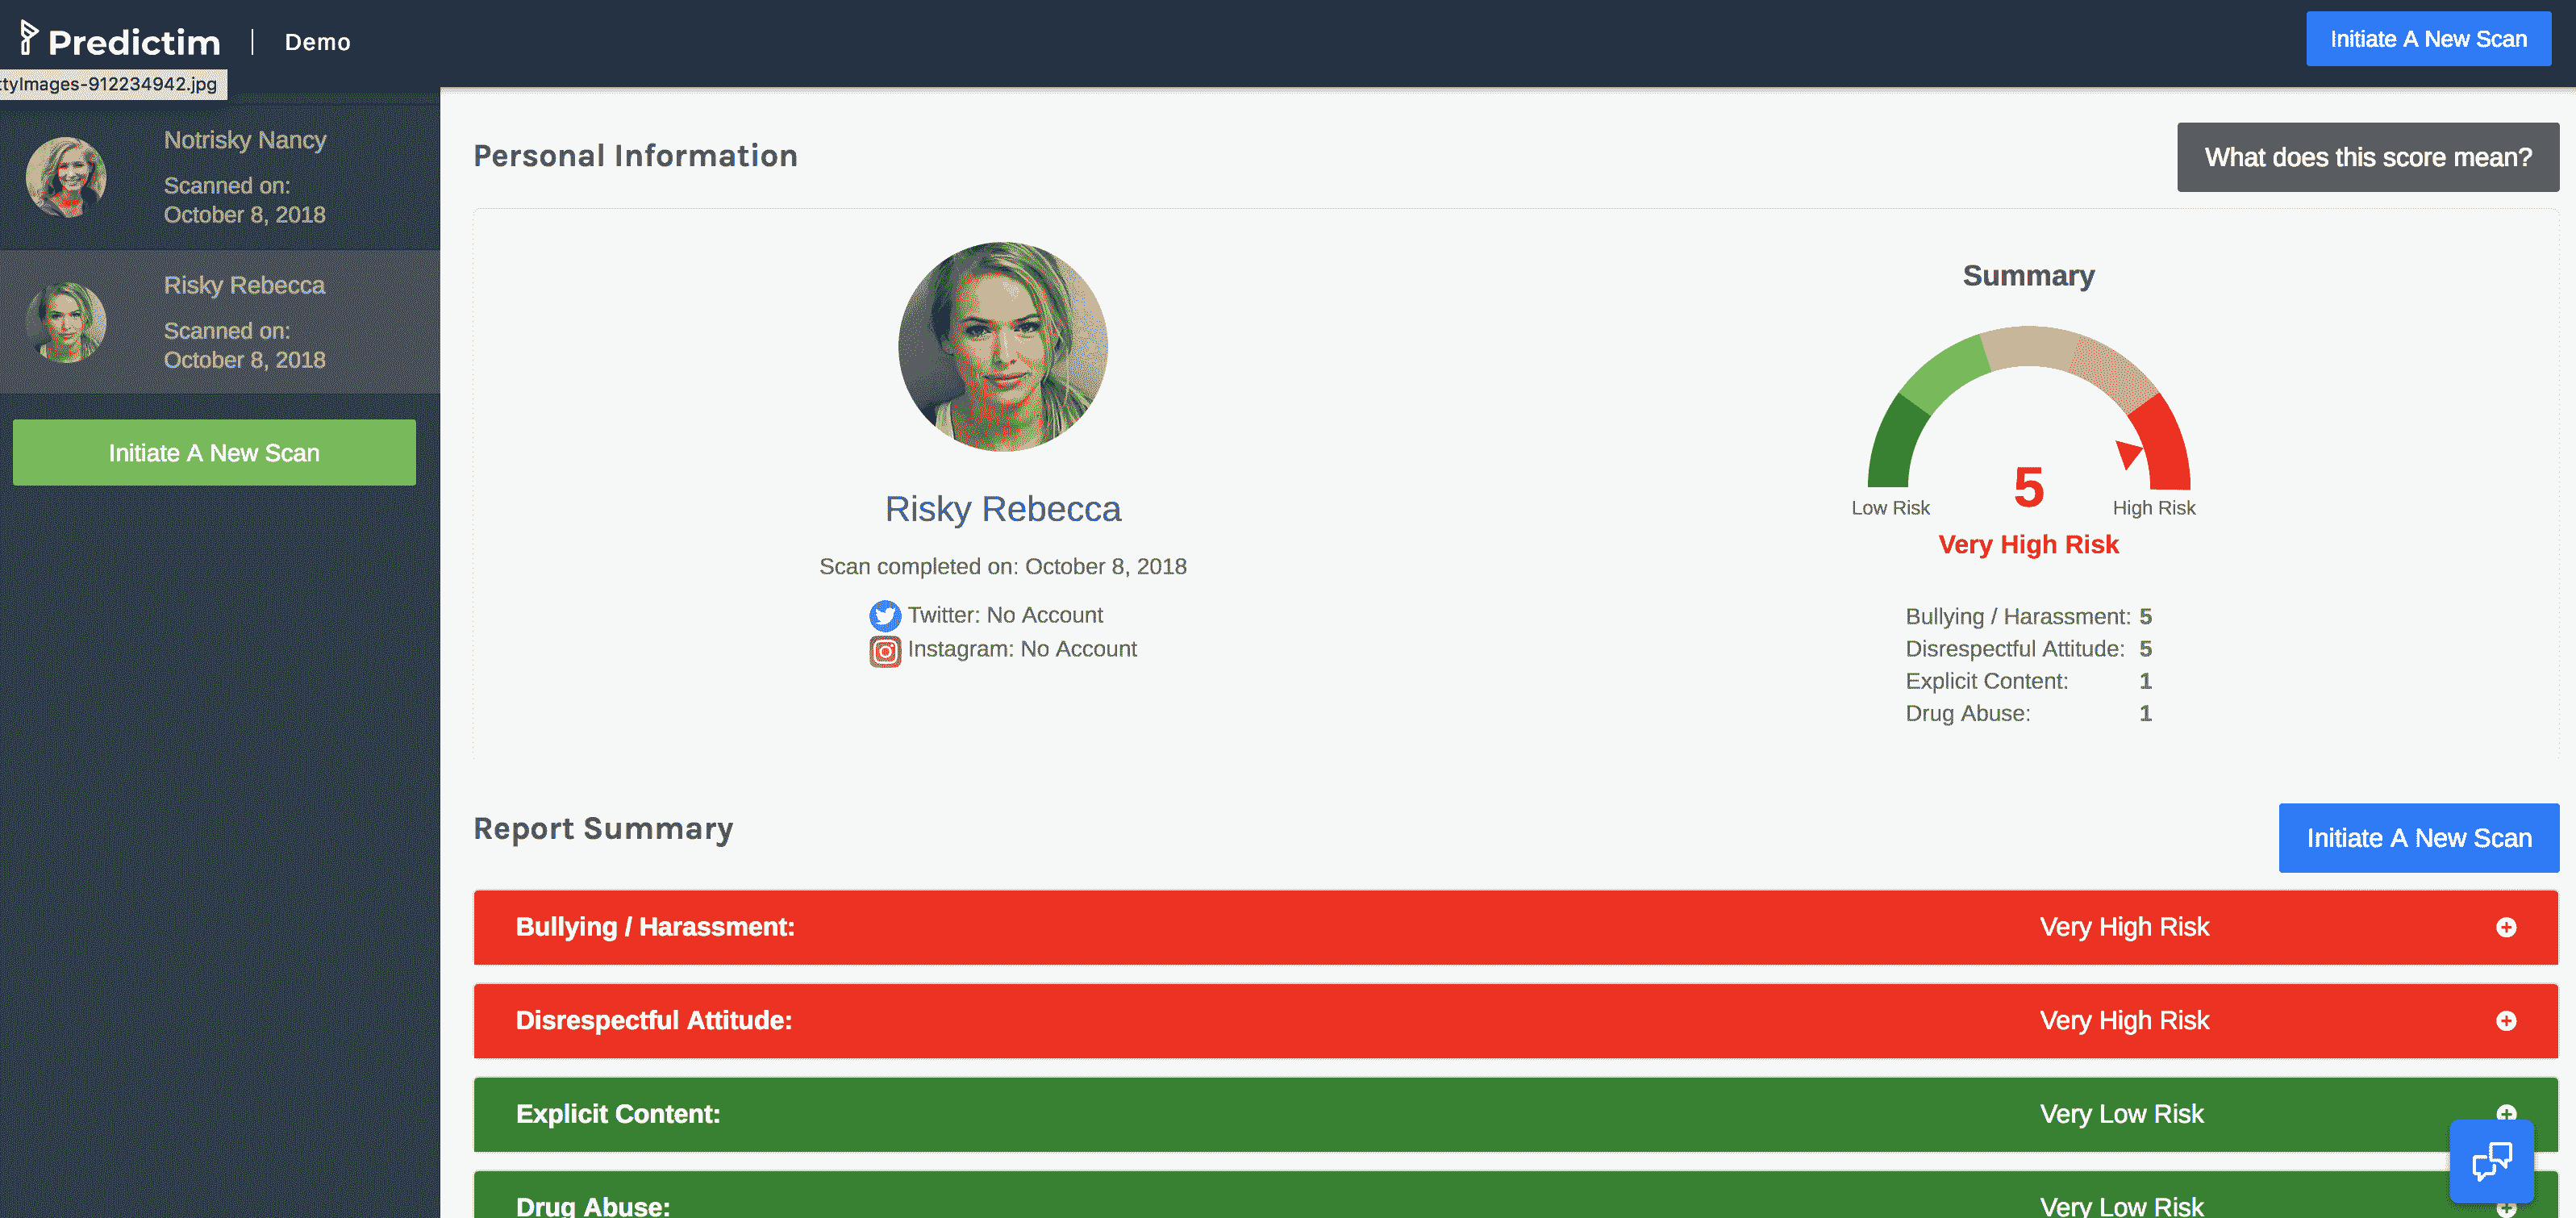 Predictim | Demo
Initiate A New Scan
ttyImages-912234942.jpg
Notrisky Nancy
Scanned on:
October 8, 2018
Risky Rebecca
Scanned on:
October 8, 2018
Initiate A New Scan
Personal Information
What does this score mean?
Risky Rebecca
Scan completed on: October 8, 2018
Twitter: No Account
Instagram: No Account
Summary
5
Low Risk
High Risk
Very High Risk
Bullying / Harassment: 5
Disrespectful Attitude: 5
Explicit Content: 1
Drug Abuse: 1
Report Summary
Initiate A New Scan
Bullying / Harassment: Very High Risk
Disrespectful Attitude: Very High Risk
Explicit Content: Very Low Risk
Drug Abuse: Very Low Risk